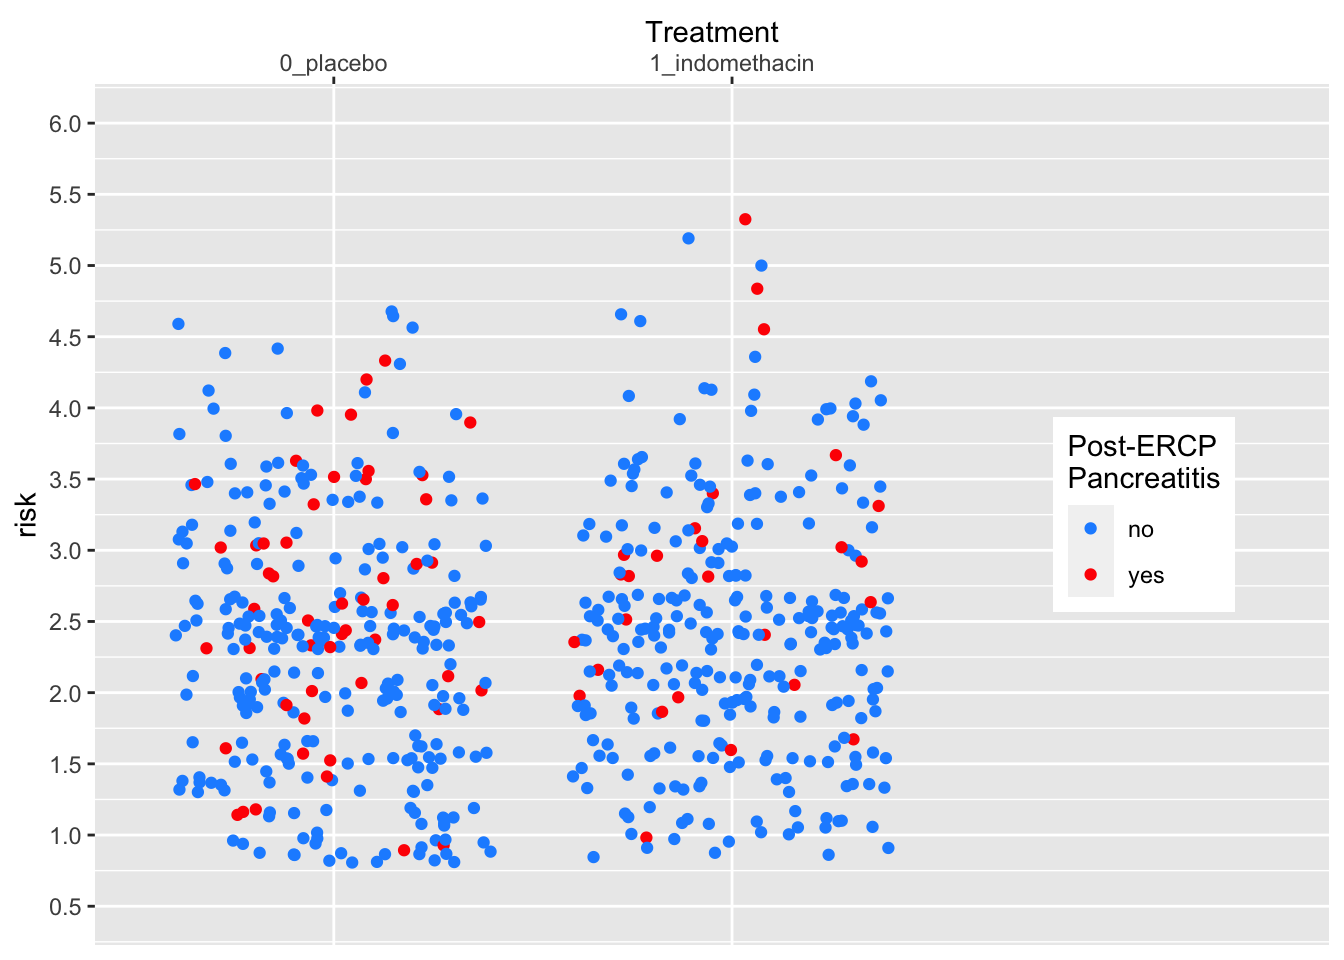 Treatment
0_placebo 1_indomethacin
6.0
5.5
5.0
4.5
4.0
3.5
3.0
2.5
2.0
1.5
1.0
0.5
risk
Post-ERCP
Pancreatitis
no
yes